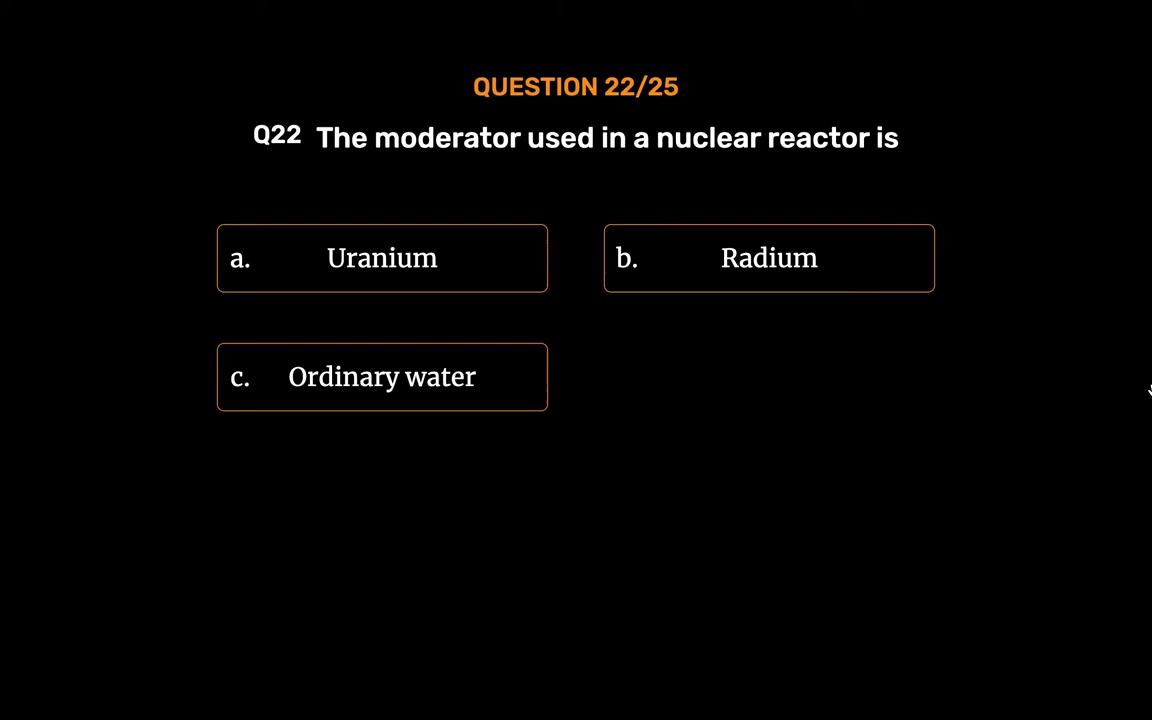 QUESTION 22/25
Q22 The moderator used in a nuclear reactor is
a. Uranium
b. Radium
c. Ordinary water